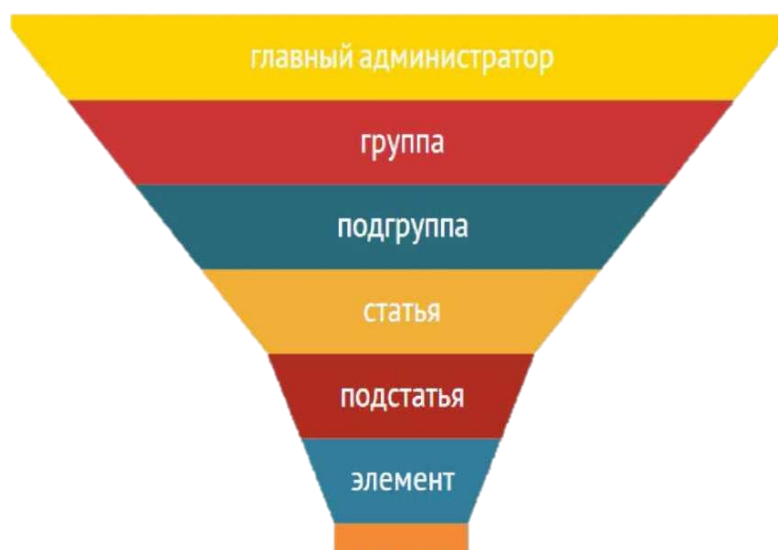 главный администратор
группа
подгруппа
статья
подстатья
элемент